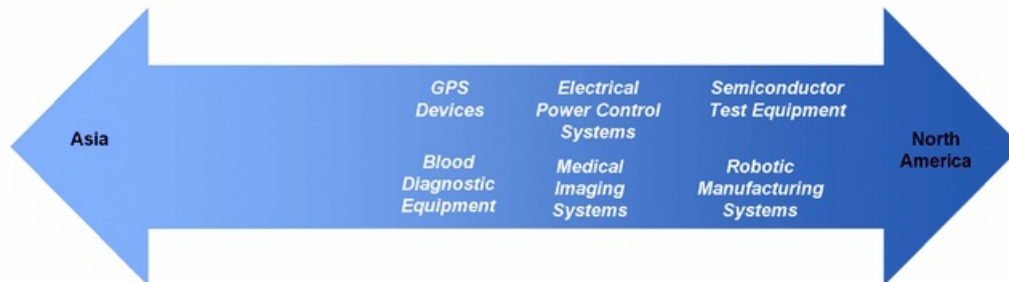 Asia
GPS
Devices
Electrical
Power Control
Systems
Semiconductor
Test Equipment
Blood
Diagnostic
Equipment
Medical
Imaging
Systems
Robotic
Manufacturing
Systems
North
America